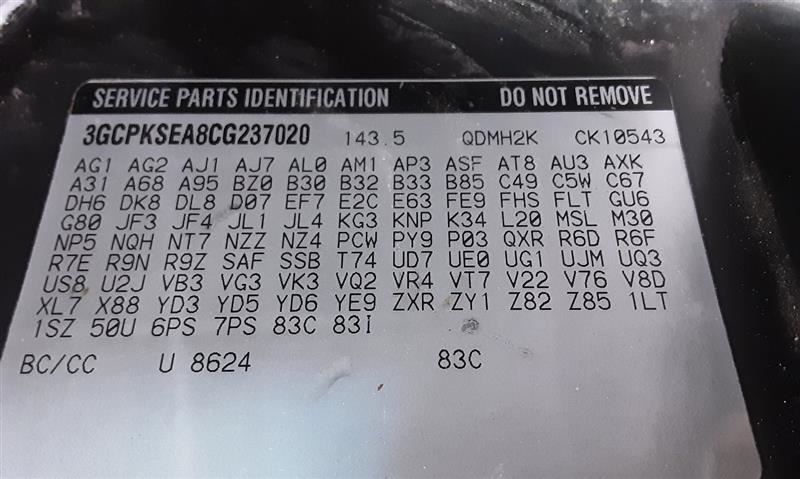 SERVICE PARTS IDENTIFICATION DO NOT REMOVE
3GCPKSEA8CG237020 143.5 QDMH2K CK10543
AG1 AG2 AJ1 AJ7 AL0 AM1 AP3 ASF AT8 AU3 AXK
A31 A68 A95 BZ0 B30 B32 B33 B85 C49 C5W C67
DH6 DK8 DL8 D07 EF7 E2C E63 FE9 FHS FLT GU6
G80 JF3 JF4 JL1 JL4 KG3 KNP K34 L20 MSL M30
NP5 NQH NT7 NZZ NZ4 PCW PY9 P03 QXR R6D R6F
R7E R9N R9Z SAF SSB T74 UD7 UE0 UG1 UJM UQ3
US8 U2J VB3 VG3 VK3 VQ2 VR4 VT7 V22 V76 V8D
XL7 X88 YD3 YD5 YD6 YE9 ZXR ZY1 Z82 Z85 1LT
1SZ 50U 6PS 7PS 83C 83I
BC/CC U 8624 83C